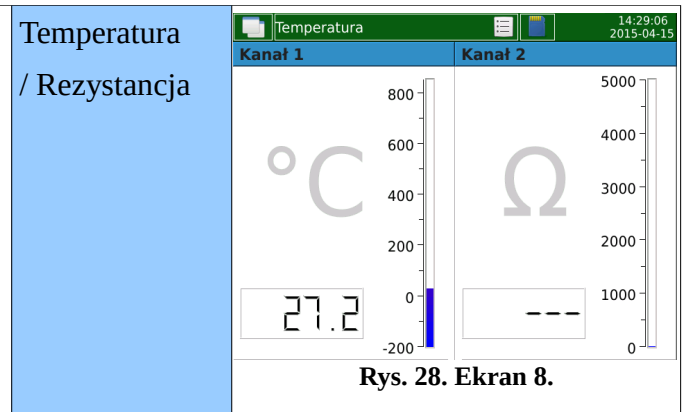 Temperatura
/ Rezystancja
Temperatura
14:29:06
2015-04-15
Kanał 1
Kanał 2
°C
800
600
400
200
0
-200
27.2
Ω
5000
4000
3000
2000
1000
0
---
Rys. 28. Ekran 8.